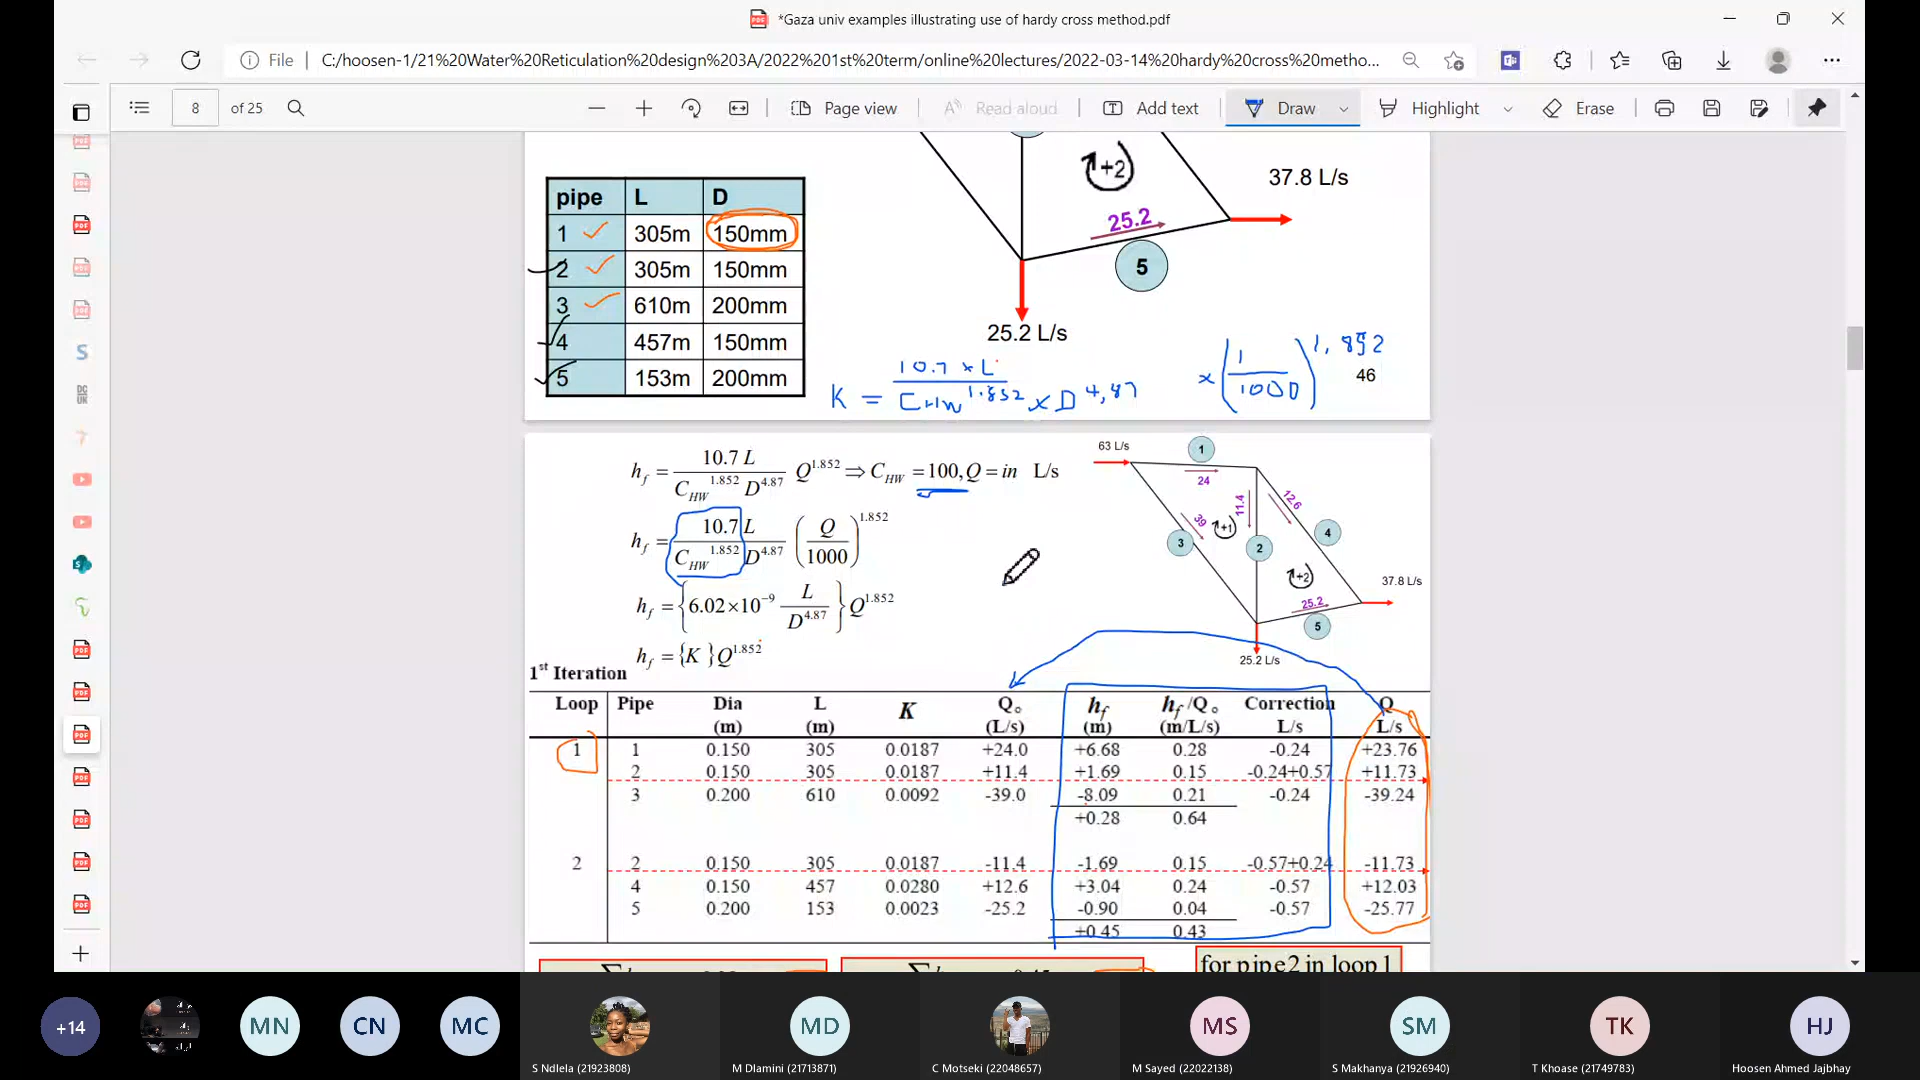 *Gaza univ examples illustrating use of hardy cross method.pdf
File C:/hoosen-1/21%20Water%20Reticulation%20design%203A/2022%201st%20term/online%20lectures/2022-03-14%20hardy%20cross%20metho...
8 of 25 Page view Read aloud Add text Draw Highlight Erase
pipe L D
1 305m 150mm
2 305m 150mm
3 610m 200mm
4 457m 150mm
5 153m 200mm
+2
37.8 L/s
25.2
5
25.2 L/s
K = 10.7 × L / CHW^1.852 × D^4,87 × (1/1000)^1,852
46
h_f = 10.7 L / C_HW^1.852 D^4.87 Q^1.852 ⇒ C_HW = 100, Q = in L/s
h_f = 10.7 L / C_HW^1.852 D^4.87 (Q/1000)^1.852
h_f = {6.02×10^-9 L / D^4.87} Q^1.852
h_f = {K} Q^1.852
63 L/s
1
24
11.4
12.6
39
+1
3
2
4
+2
37.8 L/s
25.2
5
25.2 L/s
1st Iteration
Loop Pipe Dia (m) L (m) K Q° (L/s) h_f (m) h_f/Q° (m/L/s) Correction L/s Q L/s
1 1 0.150 305 0.0187 +24.0 +6.68 0.28 -0.24 +23.76
2 0.150 305 0.0187 +11.4 +1.69 0.15 -0.24+0.57 +11.73
3 0.200 610 0.0092 -39.0 -8.09 0.21 -0.24 -39.24
+0.28 0.64
2 2 0.150 305 0.0187 -11.4 -1.69 0.15 -0.57+0.24 -11.73
4 0.150 457 0.0280 +12.6 +3.04 0.24 -0.57 +12.03
5 0.200 153 0.0023 -25.2 -0.90 0.04 -0.57 -25.77
+0.45 0.43
for pipe2 in loop1
+14
MN
CN
MC
MD
MS
SM
TK
HJ
S Ndlela (21923808)
M Dlamini (21713871)
C Motseki (22048657)
M Sayed (22022138)
S Makhanya (21926940)
T Khoase (21749783)
Hoosen Ahmed Jajbhay